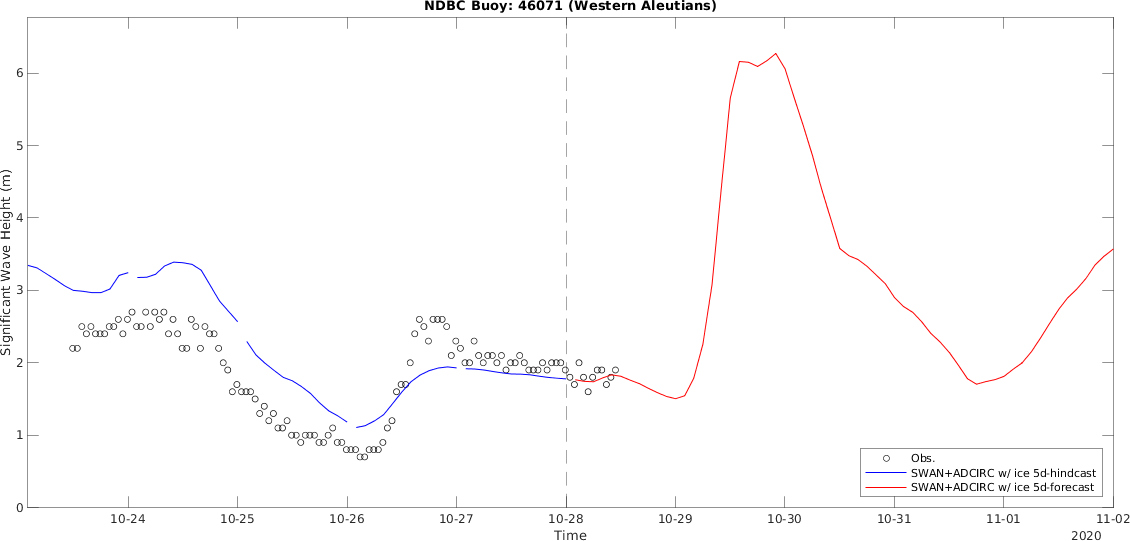 NDBC Buoy: 46071 (Western Aleutians)
Significant Wave Height (m)
6
5
4
3
2
1
0
Obs.
SWAN+ADCIRC w/ ice 5d-hindcast
SWAN+ADCIRC w/ ice 5d-forecast
10-24 10-25 10-26 10-27 10-28 10-29 10-30 10-31 11-01 11-02
Time 2020